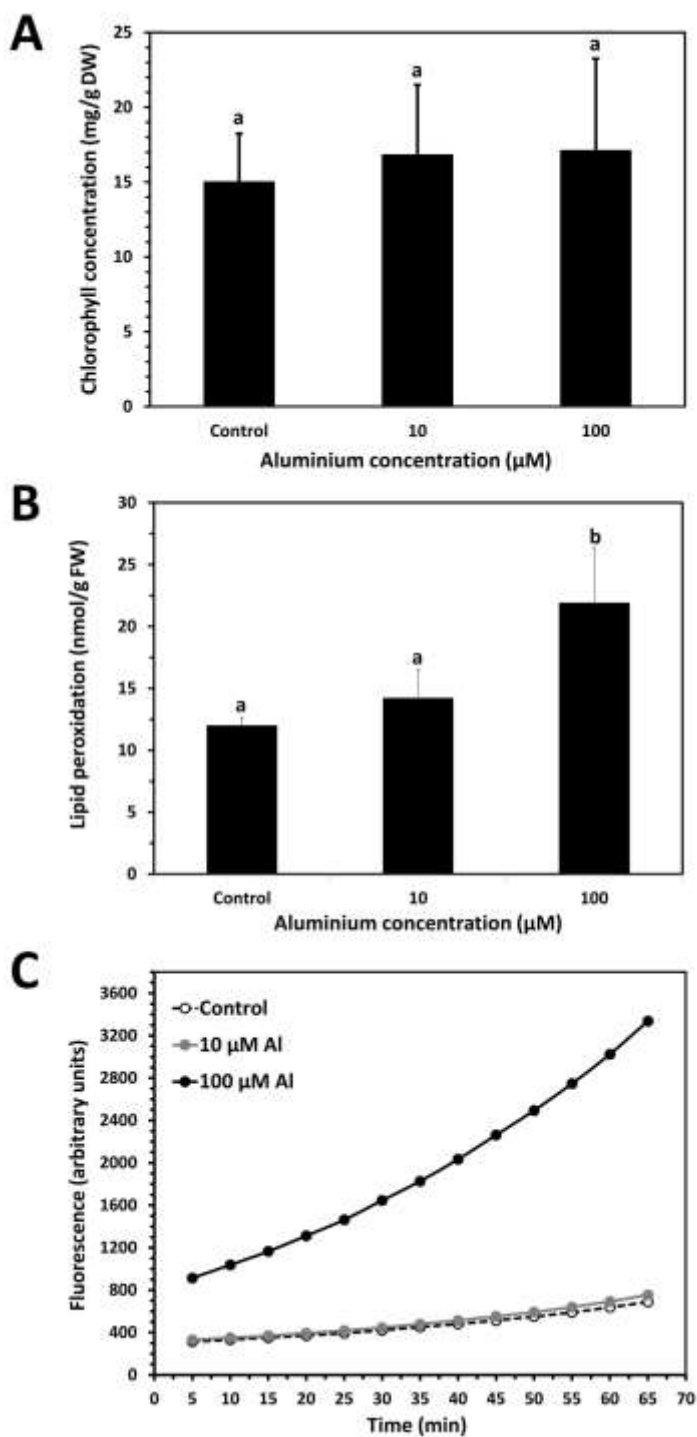 A
Chlorophyll concentration (mg/g DW)
25
20
15
10
5
0
a
a
a
Control
10
100
Aluminium concentration (µM)
B
Lipid peroxidation (nmol/g FW)
30
25
20
15
10
5
0
a
a
b
Control
10
100
Aluminium concentration (µM)
C
Fluorescence (arbitrary units)
3600
3200
2800
2400
2000
1600
1200
800
400
0
Control
10 µM Al
100 µM Al
0 5 10 15 20 25 30 35 40 45 50 55 60 65 70
Time (min)